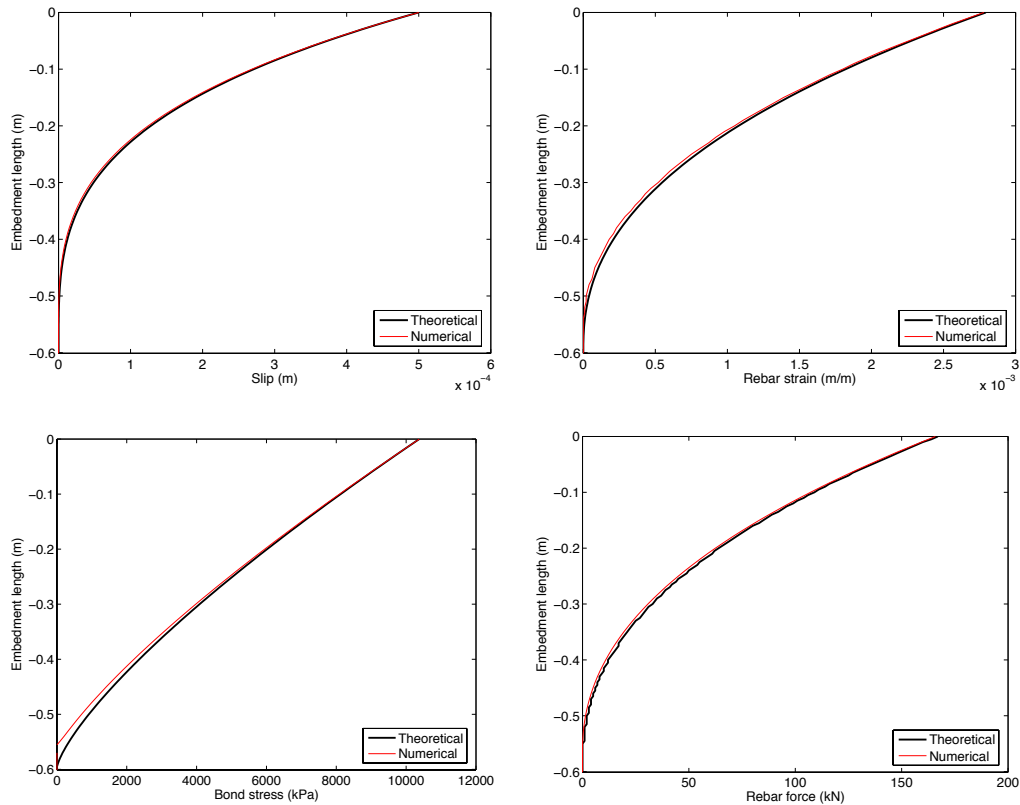 0
−0.1
−0.2
−0.3
−0.4
−0.5
−0.6
Embedment length (m)
0 1 2 3 4 5 6
Slip (m)
x 10⁻⁴
Theoretical
Numerical
0
−0.1
−0.2
−0.3
−0.4
−0.5
−0.6
Embedment length (m)
0 0.5 1 1.5 2 2.5 3
Rebar strain (m/m)
x 10⁻³
Theoretical
Numerical
0
−0.1
−0.2
−0.3
−0.4
−0.5
−0.6
Embedment length (m)
0 2000 4000 6000 8000 10000 12000
Bond stress (kPa)
Theoretical
Numerical
0
−0.1
−0.2
−0.3
−0.4
−0.5
−0.6
Embedment length (m)
0 50 100 150 200
Rebar force (kN)
Theoretical
Numerical